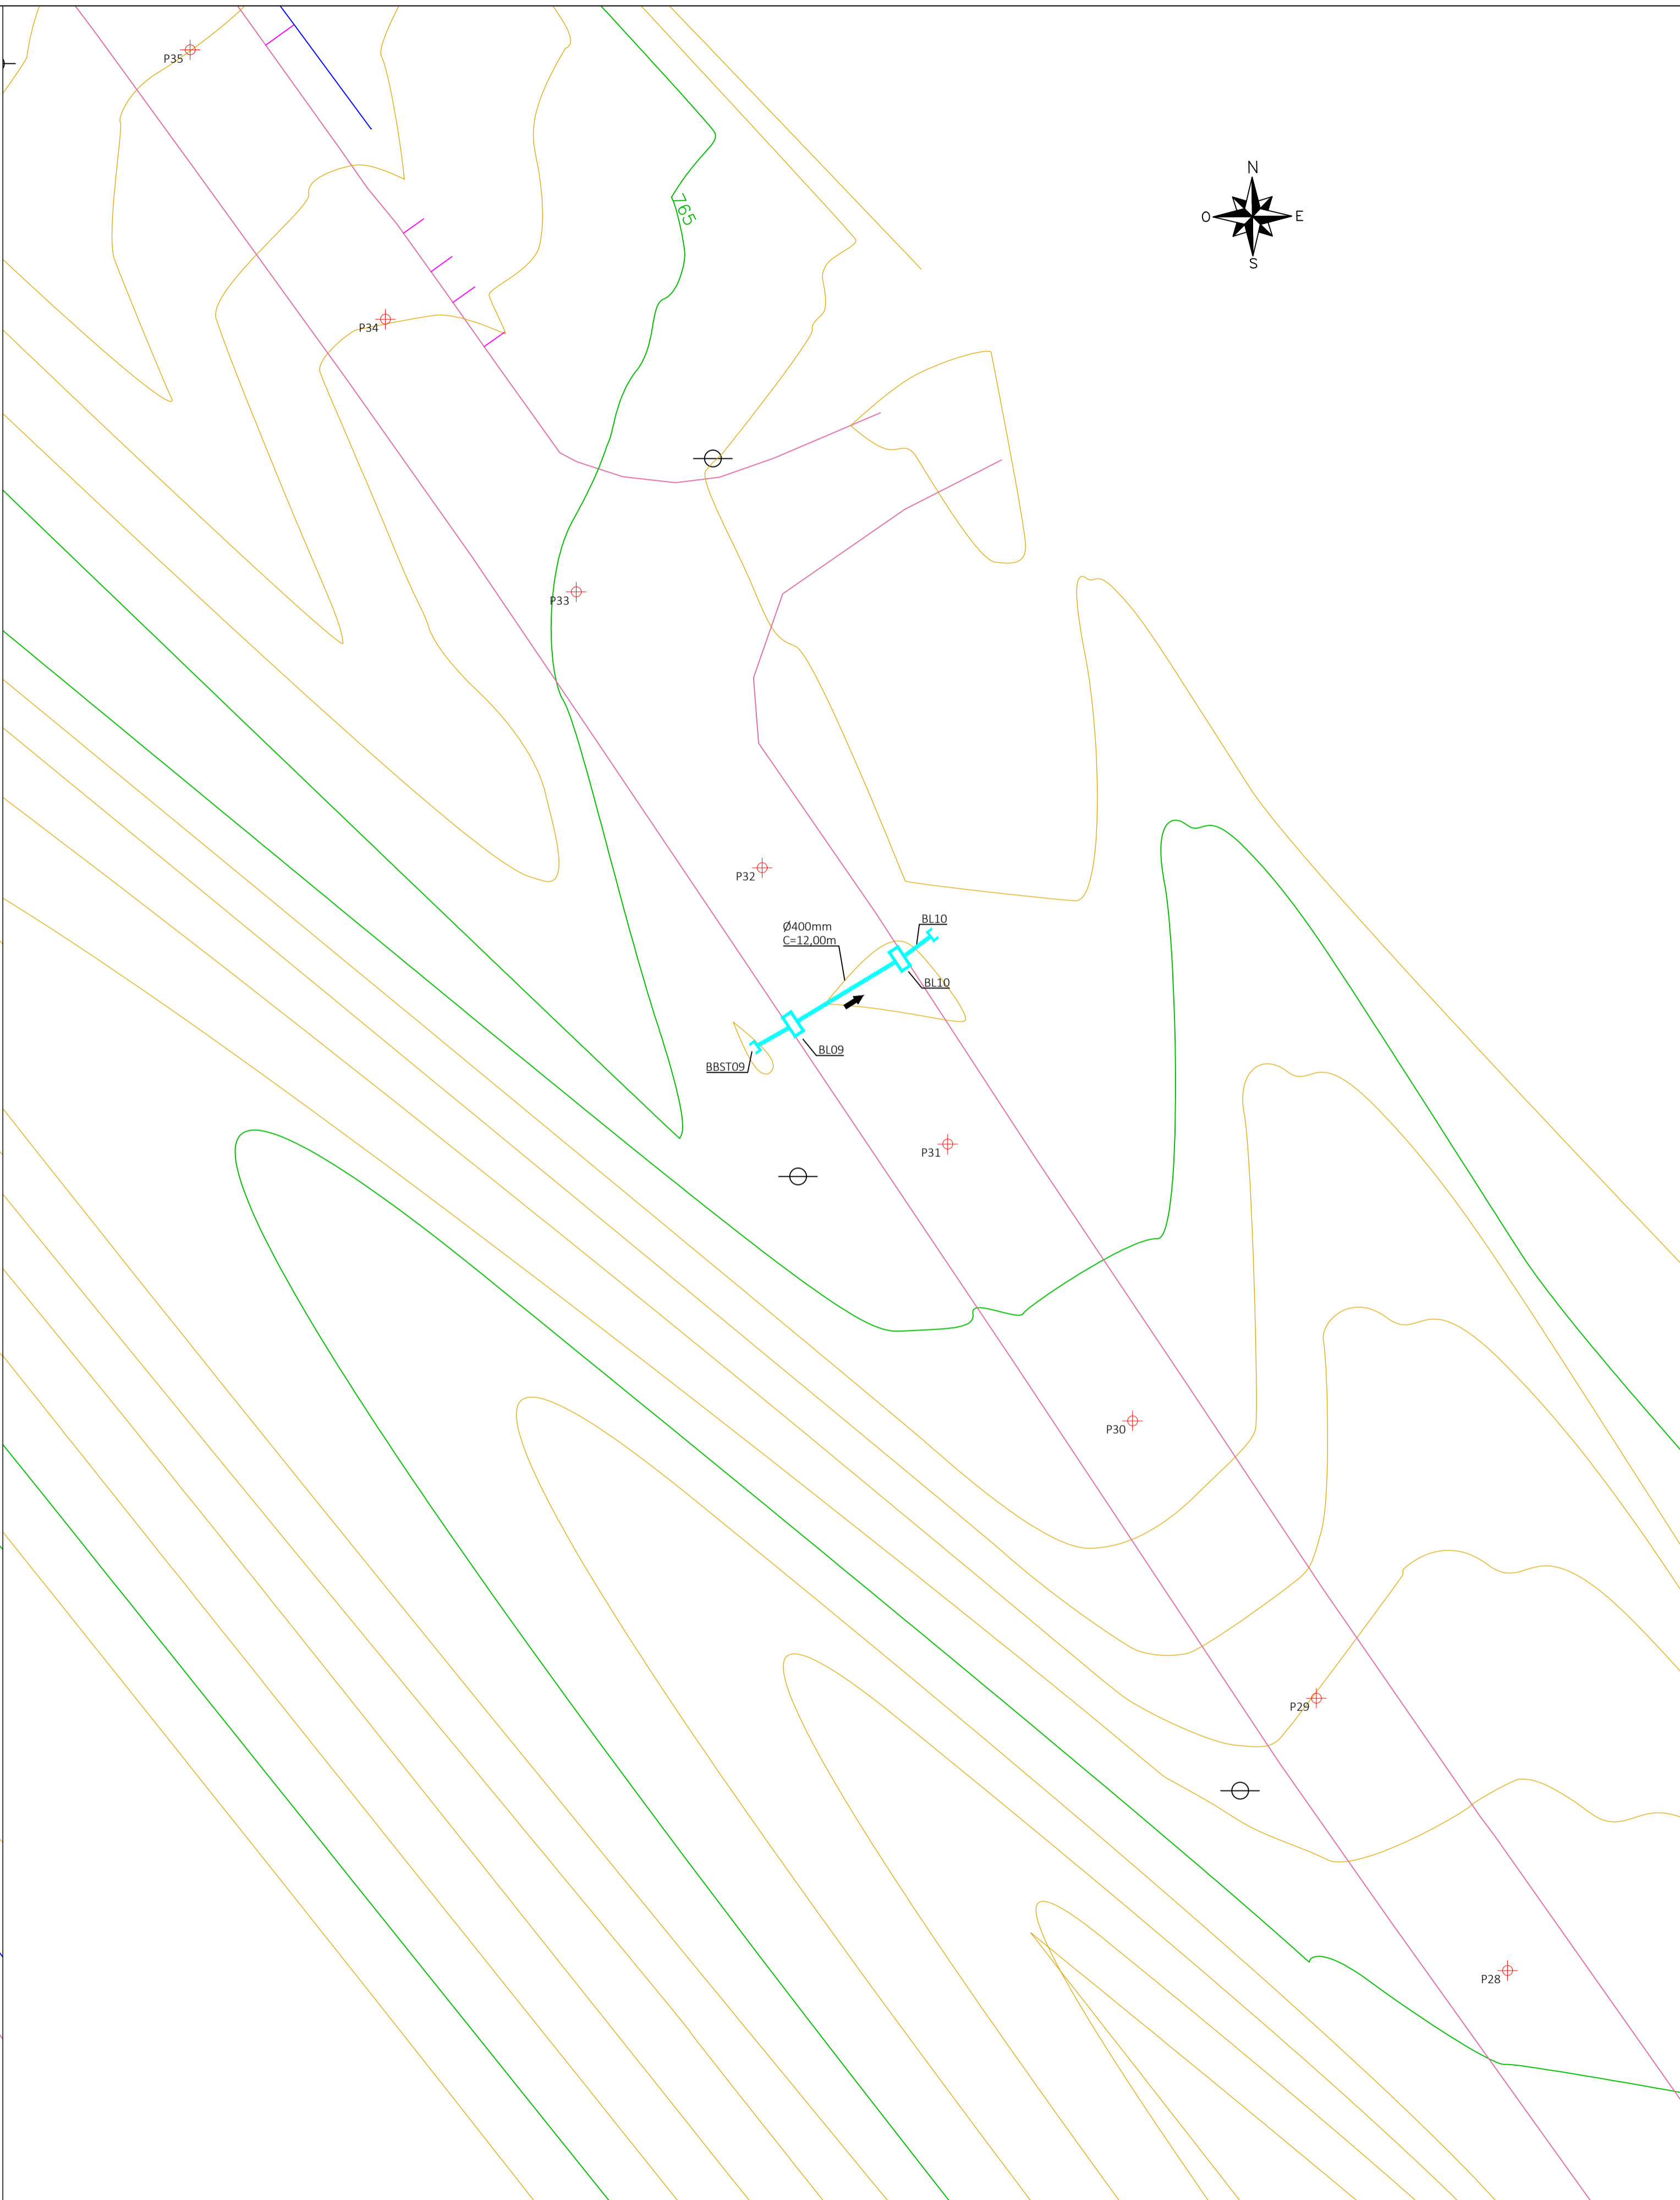 P35
N
O
E
S
765
P34
P33
P32
Ø400mm
C=12,00m
BL10
BL10
BL09
BBST09
P31
P30
P29
P28